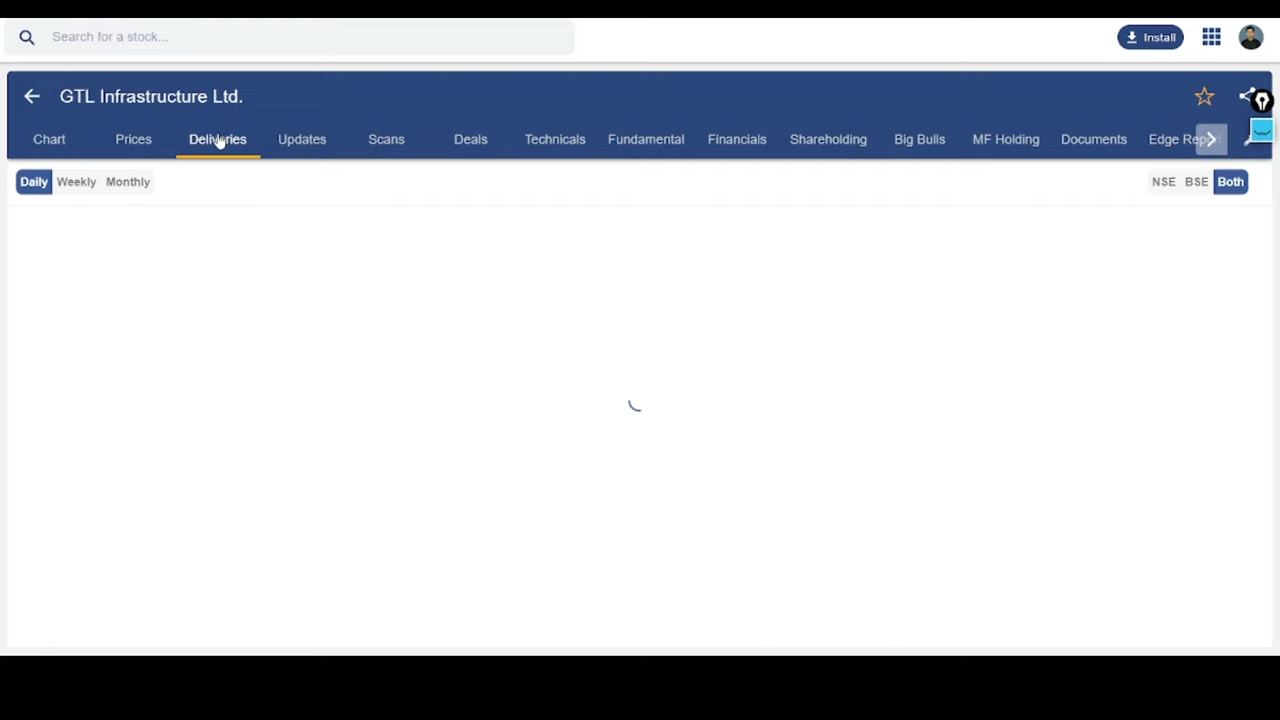 Search for a stock...
Install
GTL Infrastructure Ltd.
Chart Prices Deliveries Updates Scans Deals Technicals Fundamental Financials Shareholding Big Bulls MF Holding Documents Edge
Daily Weekly Monthly
NSE BSE Both